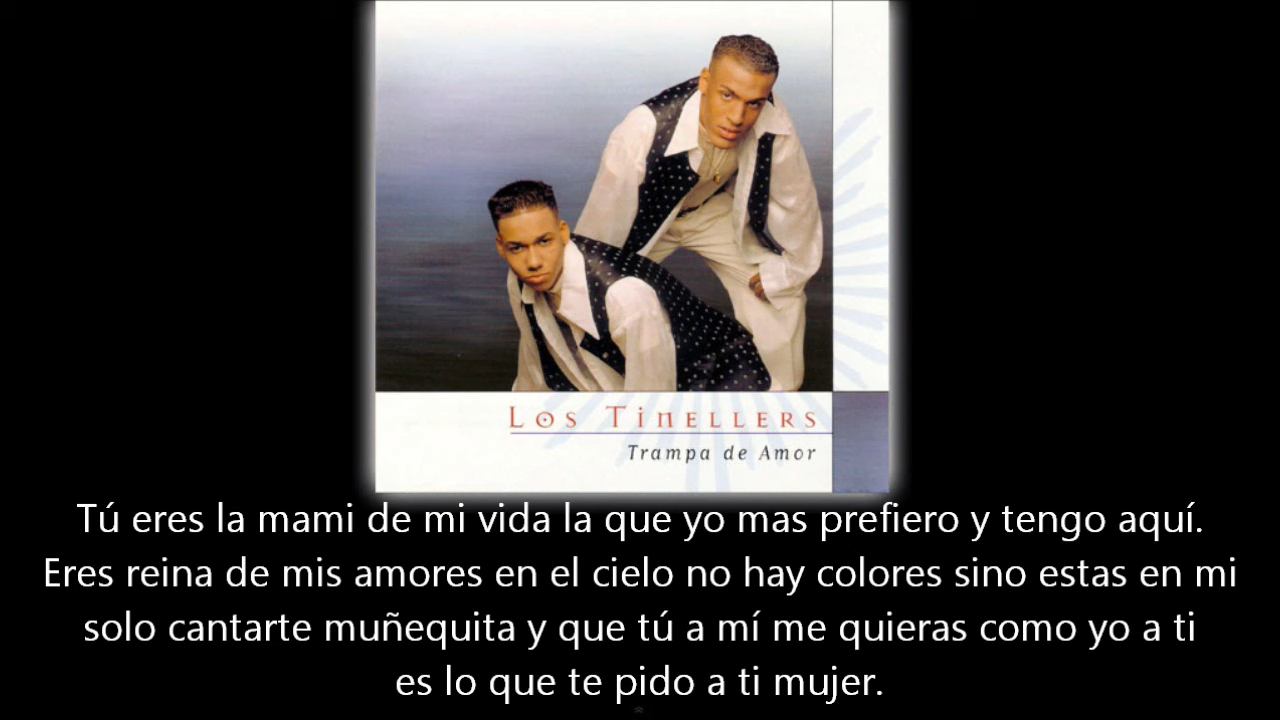 Los Tinellers
Trampa de Amor
Tú eres la mami de mi vida la que yo mas prefiero y tengo aquí.
Eres reina de mis amores en el cielo no hay colores sino estas en mi
solo cantarte muñequita y que tú a mí me quieras como yo a ti
es lo que te pido a ti mujer.